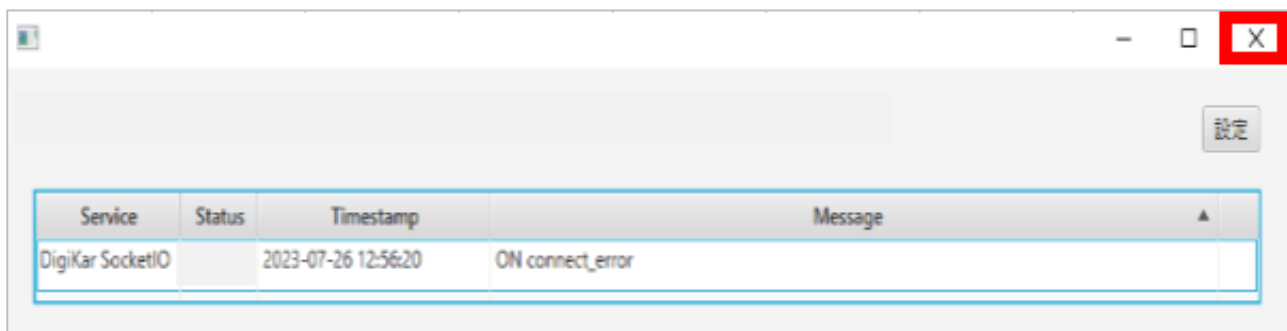 設定
Service Status Timestamp Message
DigiKar SocketIO 2023-07-26 12:56:20 ON connect_error